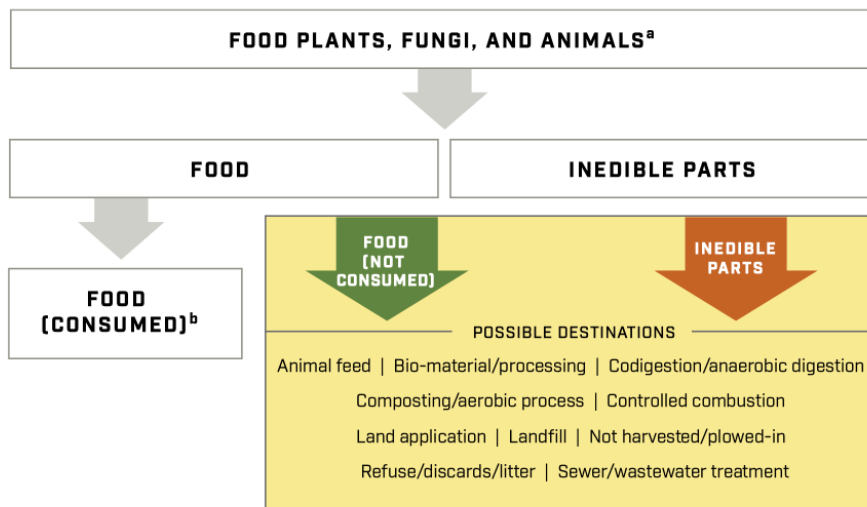 FOOD PLANTS, FUNGI, AND ANIMALSᵃ
FOOD
INEDIBLE PARTS
FOOD
(CONSUMED)ᵇ
FOOD
(NOT
CONSUMED)
INEDIBLE
PARTS
POSSIBLE DESTINATIONS
Animal feed | Bio-material/processing | Codigestion/anaerobic digestion
Composting/aerobic process | Controlled combustion
Land application | Landfill | Not harvested/plowed-in
Refuse/discards/litter | Sewer/wastewater treatment